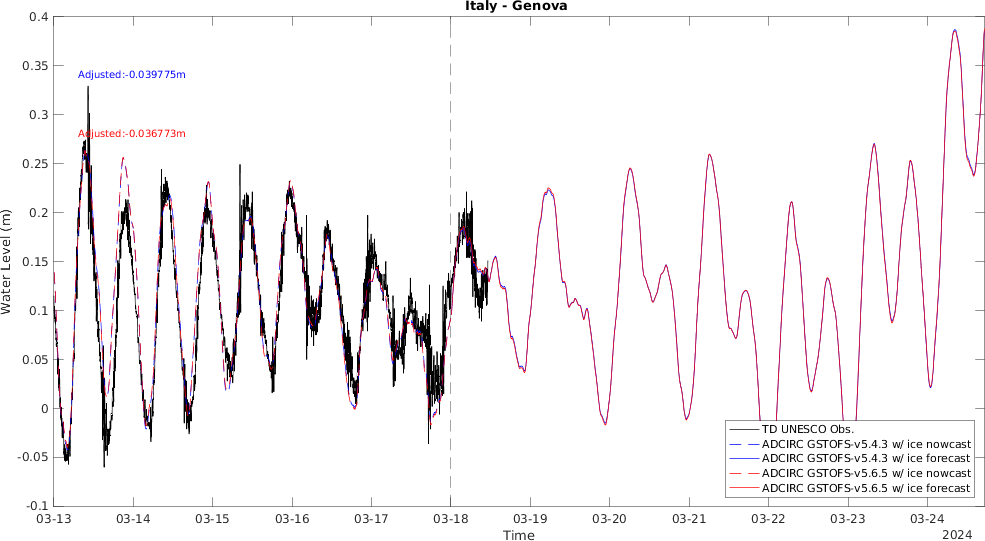 Italy - Genova
0.4
0.35
0.3
0.25
0.2
0.15
0.1
0.05
0
-0.05
-0.1
Water Level (m)
Adjusted:-0.039775m
Adjusted:-0.036773m
TD UNESCO Obs.
ADCIRC GSTOFS-v5.4.3 w/ ice nowcast
ADCIRC GSTOFS-v5.4.3 w/ ice forecast
ADCIRC GSTOFS-v5.6.5 w/ ice nowcast
ADCIRC GSTOFS-v5.6.5 w/ ice forecast
03-13 03-14 03-15 03-16 03-17 03-18 03-19 03-20 03-21 03-22 03-23 03-24
Time
2024